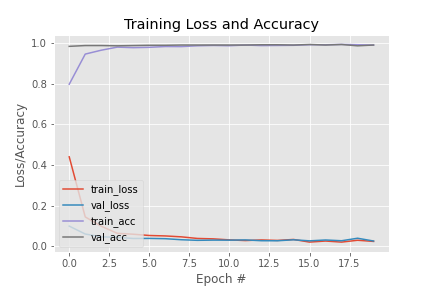 Training Loss and Accuracy
1.0
0.8
0.6
0.4
0.2
0.0
Loss/Accuracy
train_loss
val_loss
train_acc
val_acc
0.0 2.5 5.0 7.5 10.0 12.5 15.0 17.5
Epoch #